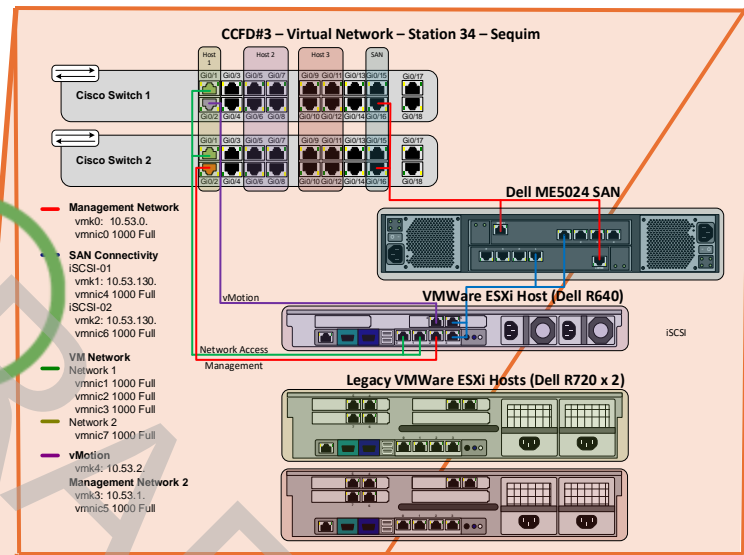 CCFD#3 – Virtual Network – Station 34 – Sequim
Host 1
Host 2
Host 3
SAN
Gi0/1 Gi0/3 Gi0/5 Gi0/7 Gi0/9 Gi0/11 Gi0/13 Gi0/15 Gi0/17
Cisco Switch 1
Gi0/2 Gi0/4 Gi0/6 Gi0/8 Gi0/10 Gi0/12 Gi0/14 Gi0/16 Gi0/18
Gi0/1 Gi0/3 Gi0/5 Gi0/7 Gi0/9 Gi0/11 Gi0/13 Gi0/15 Gi0/17
Cisco Switch 2
Gi0/2 Gi0/4 Gi0/6 Gi0/8 Gi0/10 Gi0/12 Gi0/14 Gi0/16 Gi0/18
Management Network
vmk0: 10.53.0.
vmnic0 1000 Full
SAN Connectivity
iSCSI-01
vmk1: 10.53.130.
vmnic4 1000 Full
iSCSI-02
vmk2: 10.53.130.
vmnic6 1000 Full
VM Network
Network 1
vmnic1 1000 Full
vmnic2 1000 Full
vmnic3 1000 Full
Network 2
vmnic7 1000 Full
vMotion
vmk4: 10.53.2.
Management Network 2
vmk3: 10.53.1.
vmnic5 1000 Full
Dell ME5024 SAN
vMotion
VMWare ESXi Host (Dell R640)
iSCSI
Network Access
Management
Legacy VMWare ESXi Hosts (Dell R720 x 2)